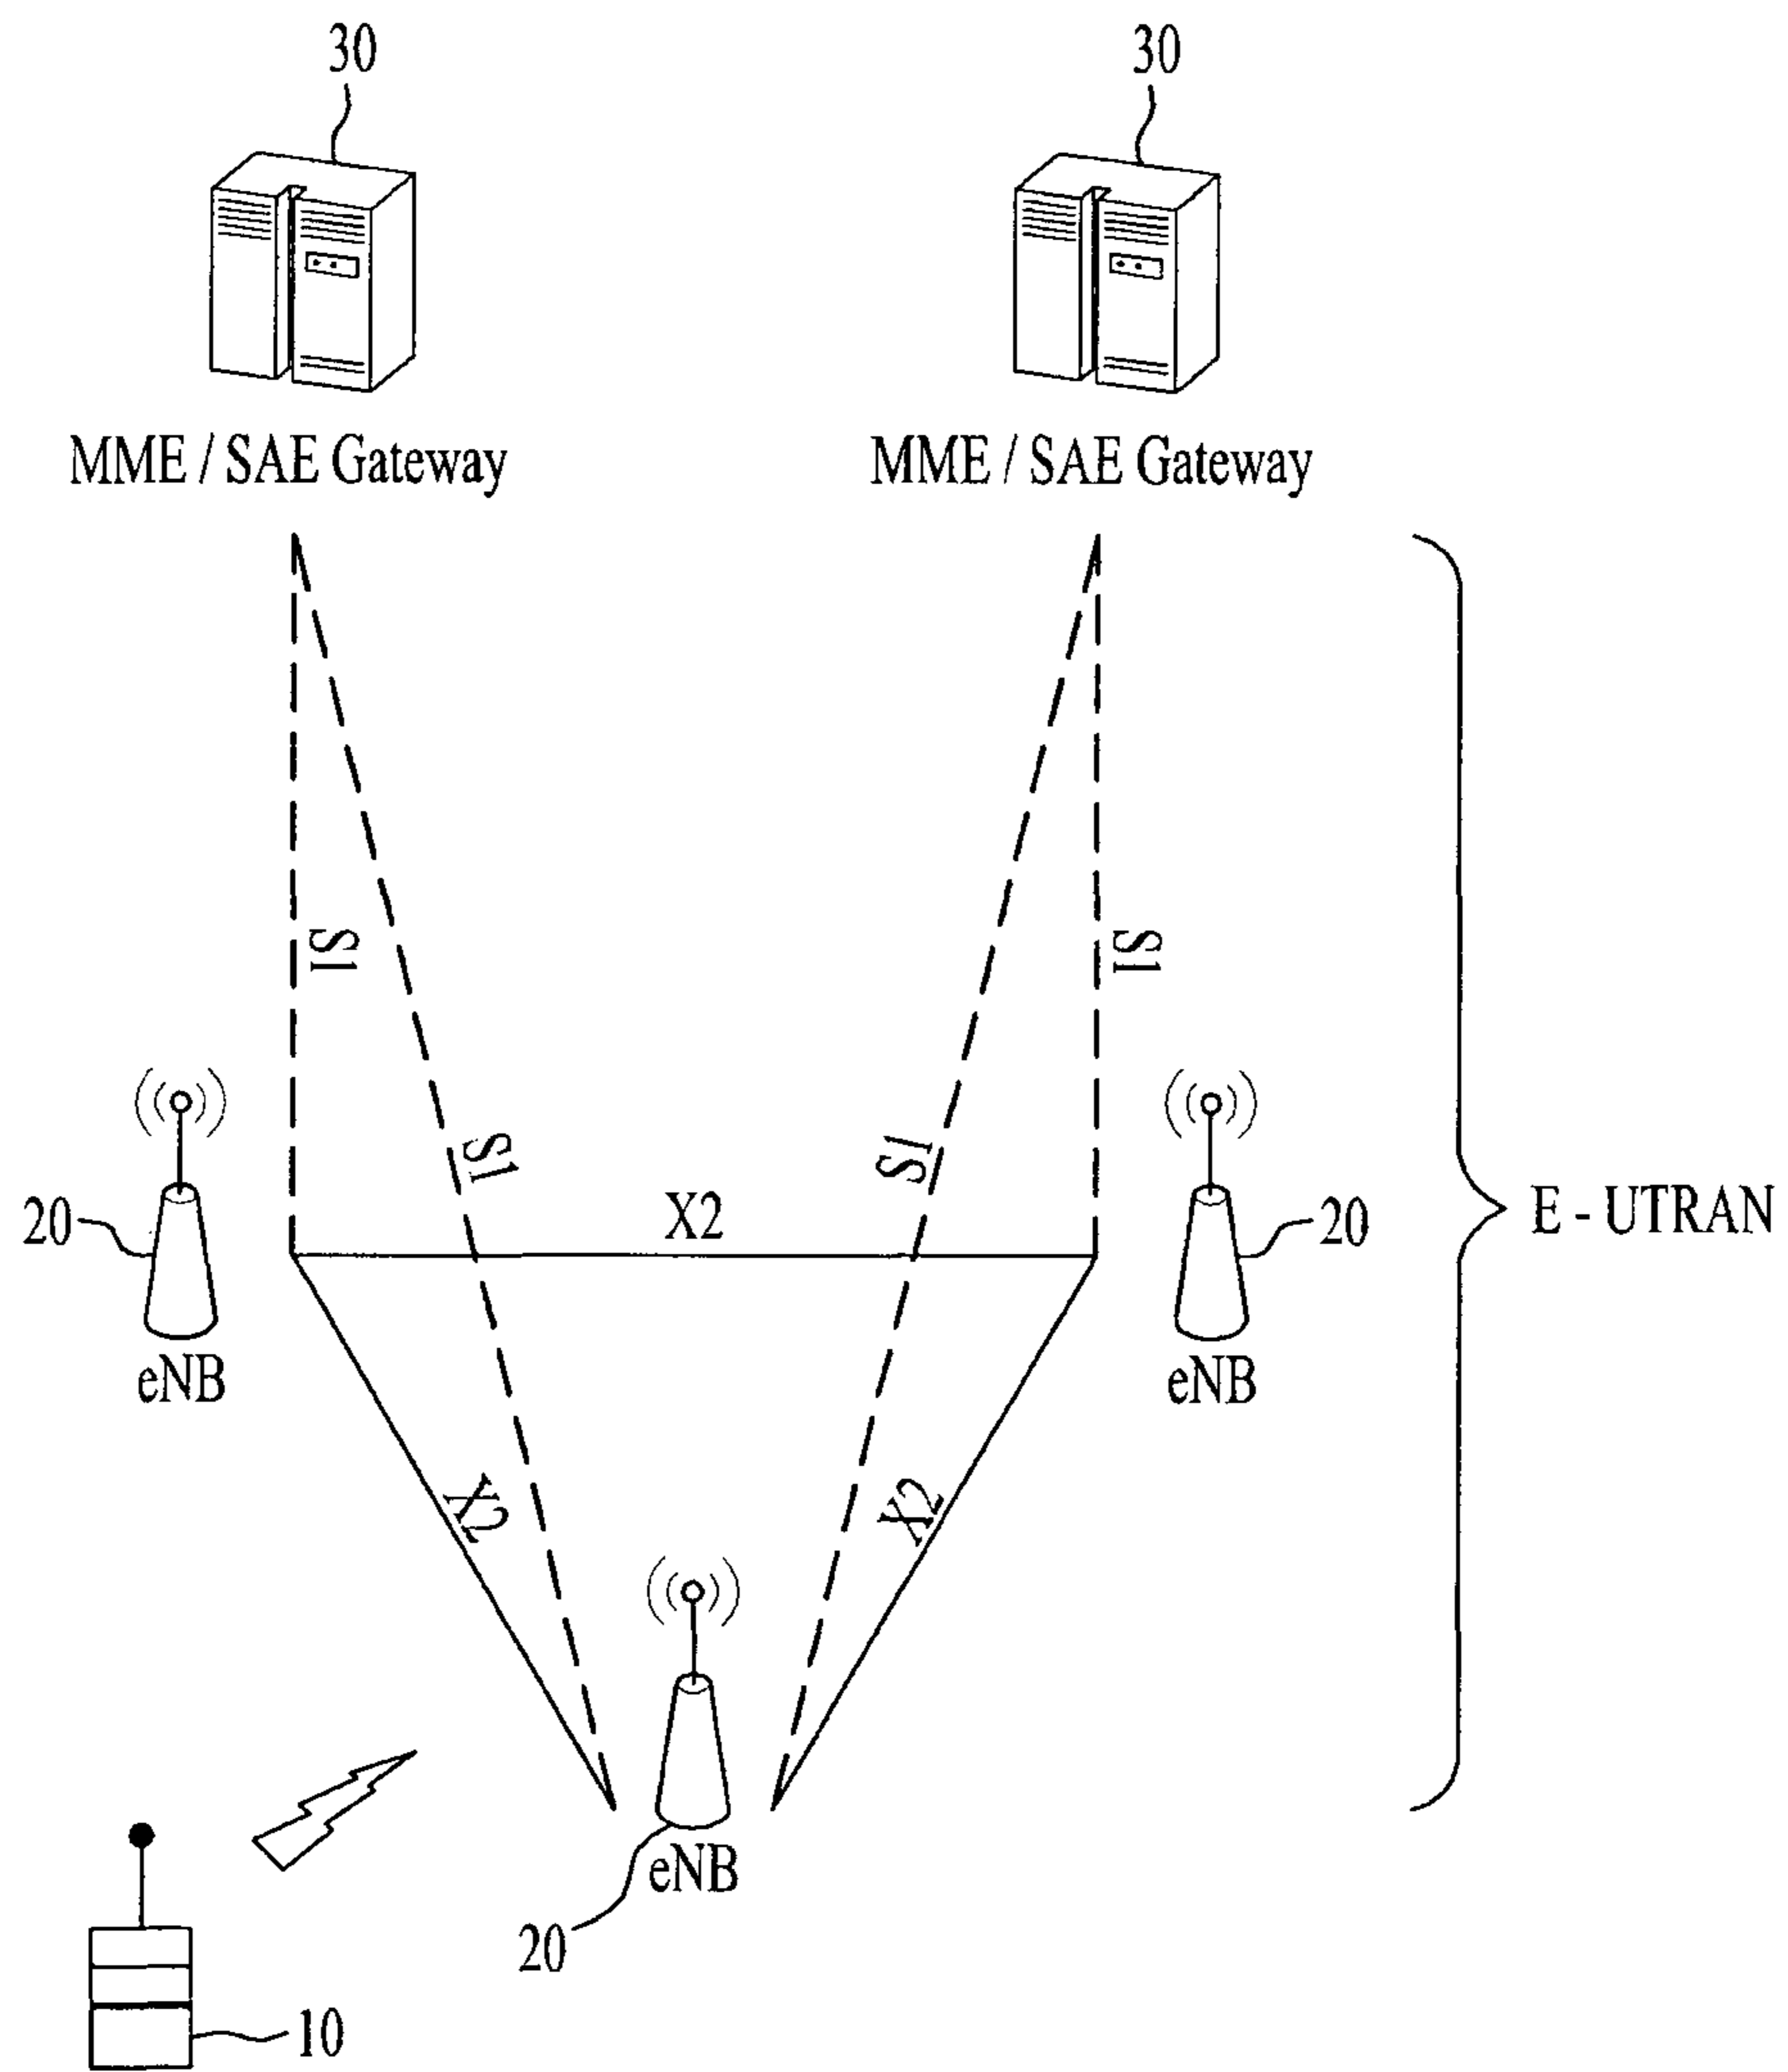 30
30
MME / SAE Gateway
MME / SAE Gateway
S1
S1
S1
S1
X2
20
20
E - UTRAN
eNB
eNB
X2
X2
eNB
20
10